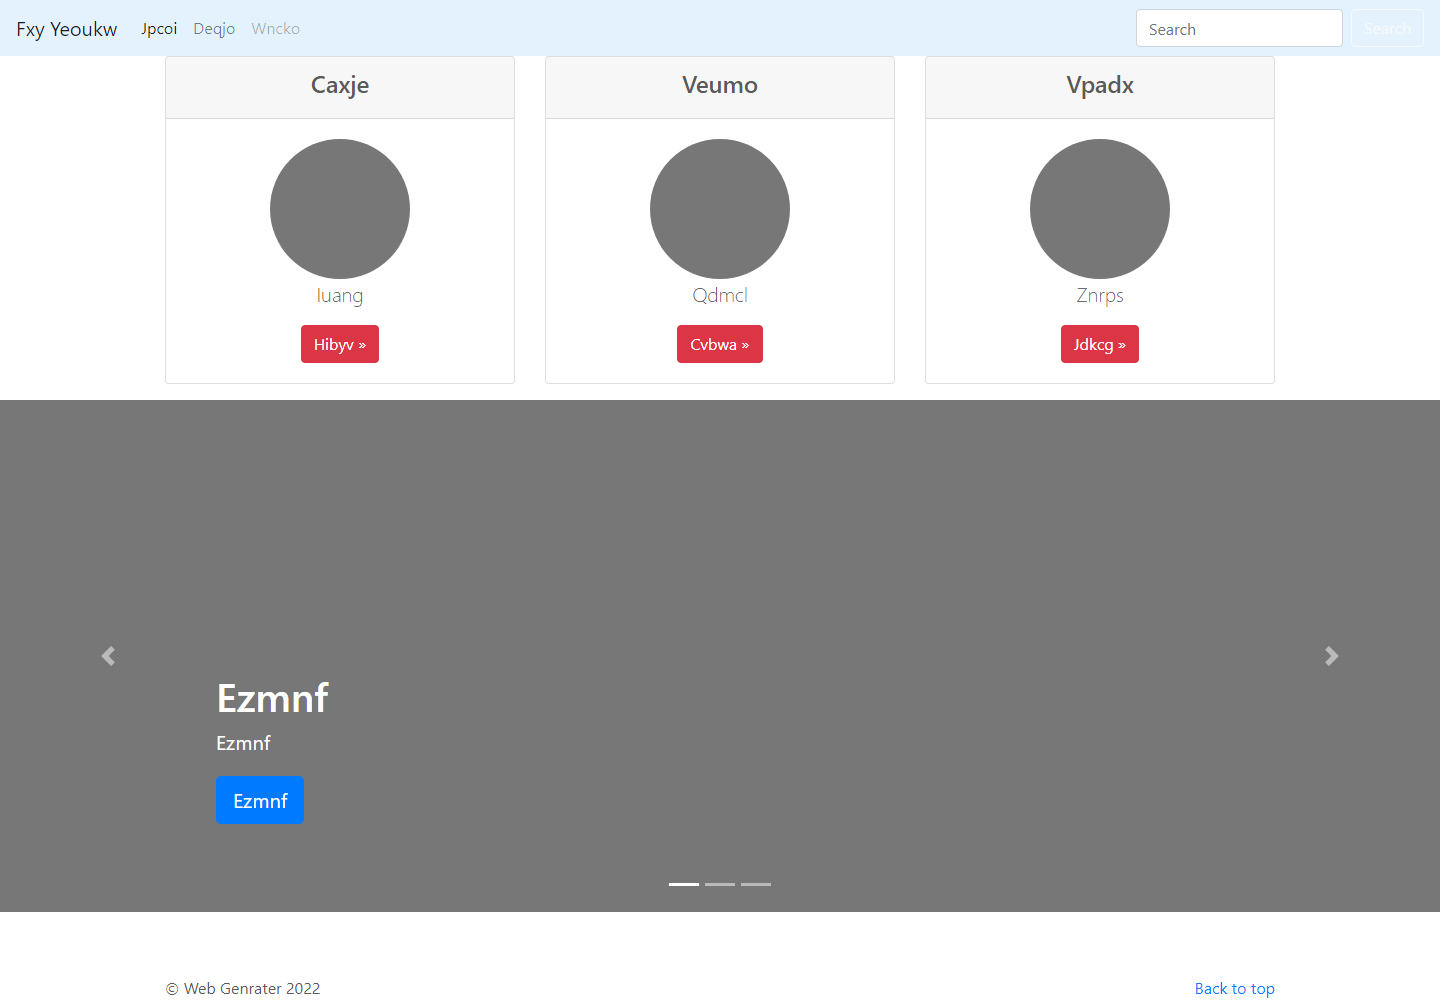 Fxy Yeoukw Jpcoi Deqjo Wncko Search Search
Caxje Veumo Vpadx
Iuang Qdmcl Znrps
Hibyv » Cvbwa » Jdkcg »
Ezmnf
Ezmnf
Ezmnf
© Web Genrater 2022 Back to top